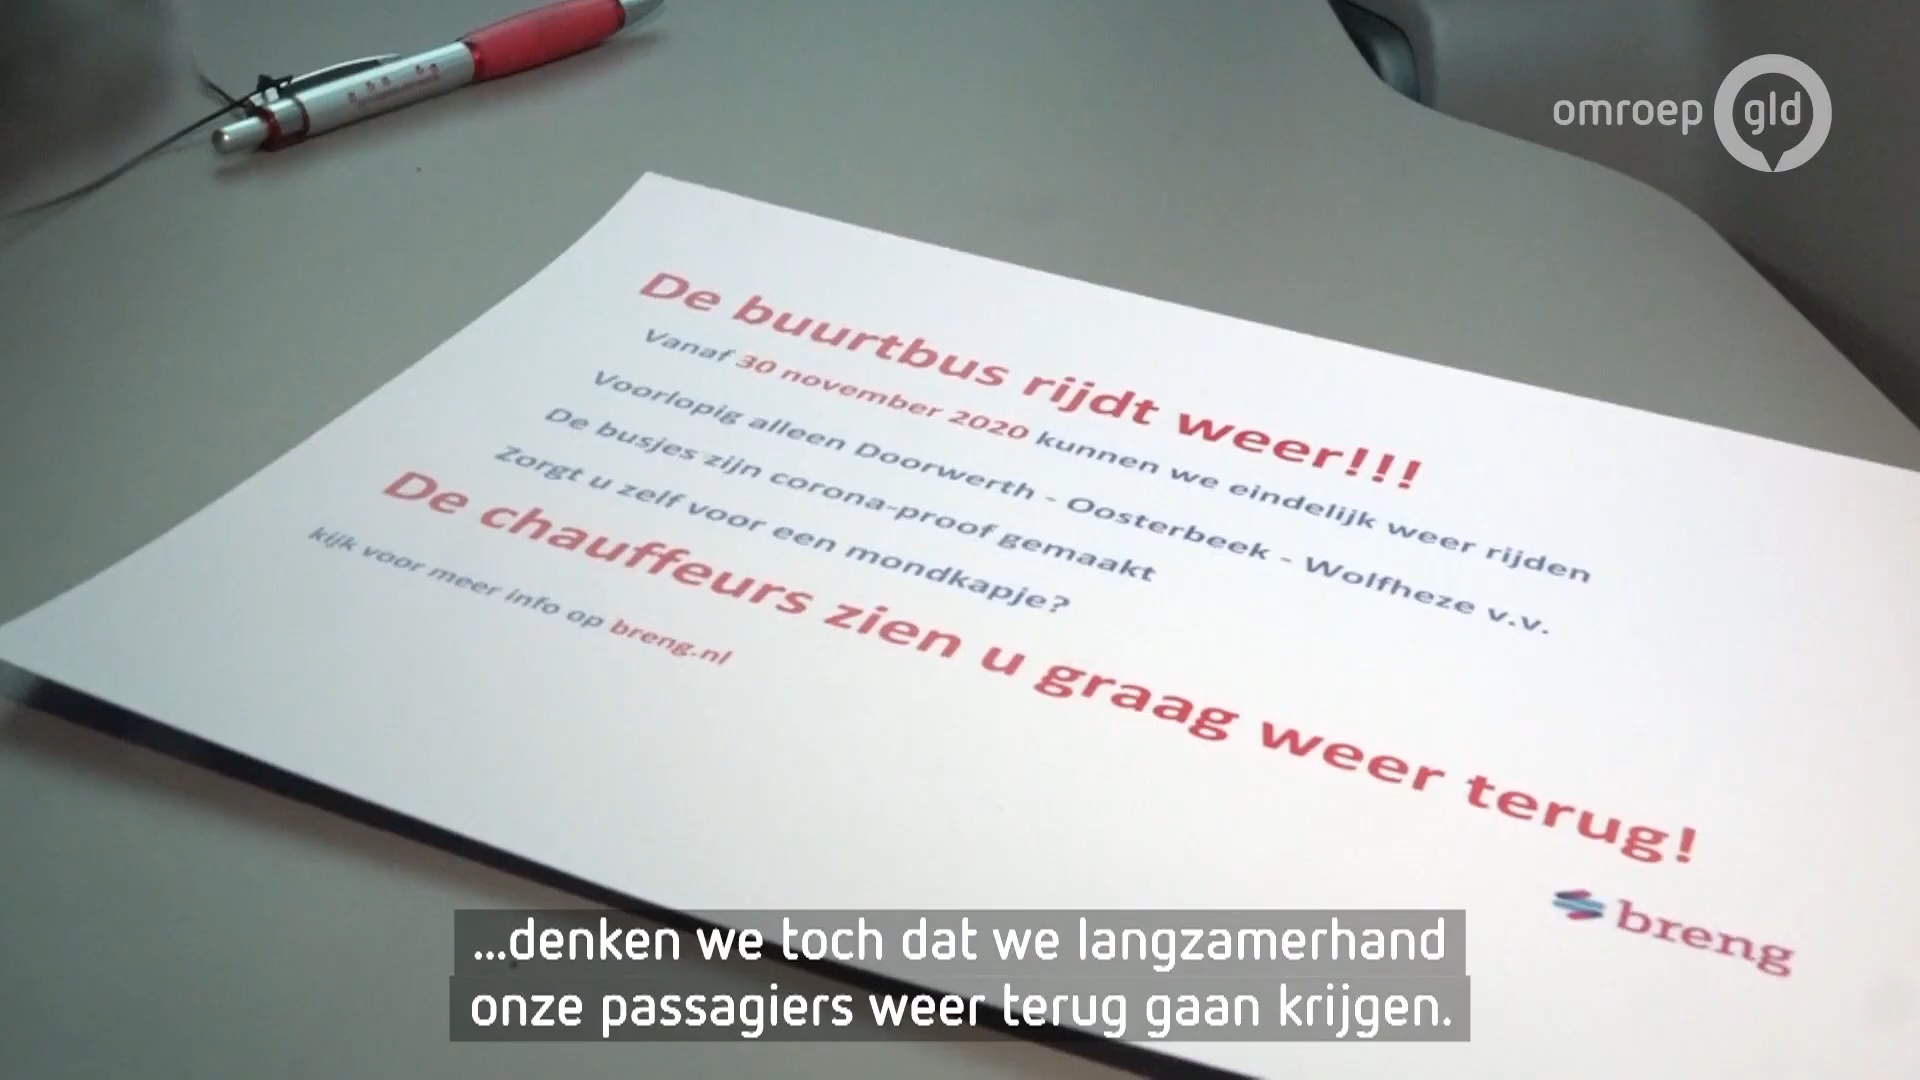 omroep gld
De buurtbus rijdt weer!!!
Vanaf 30 november 2020 kunnen we eindelijk weer rijden
Voorlopig alleen Doorwerth - Oosterbeek - Wolfheze v.v.
De busjes zijn corona-proof gemaakt
Zorgt u zelf voor een mondkapje?
De chauffeurs zien u graag weer terug!
kijk voor meer info op breng.nl
breng
...denken we toch dat we langzamerhand
onze passagiers weer terug gaan krijgen.